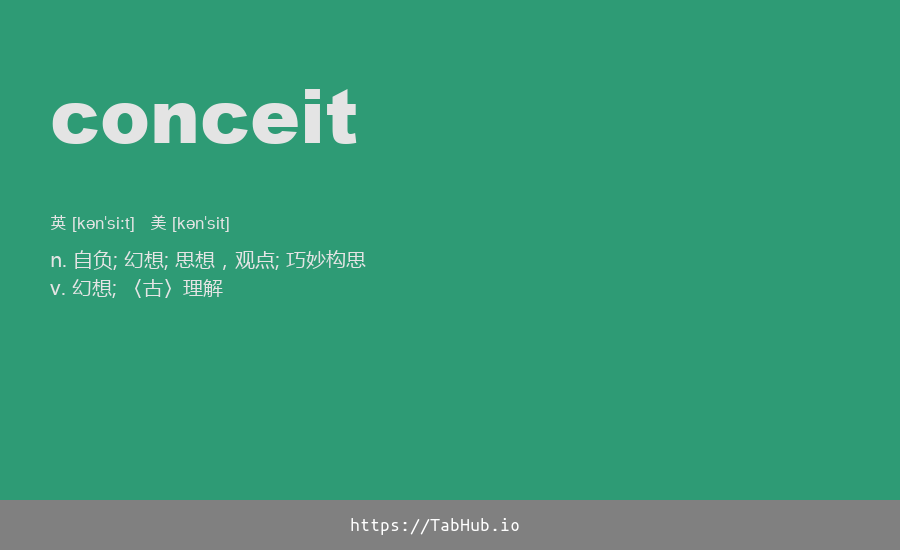 conceit
英 [kən'si:t] 美 [kən'sit]
n. 自负; 幻想; 思想，观点; 巧妙构思
v. 幻想; 〈古〉理解
https://TabHub.io